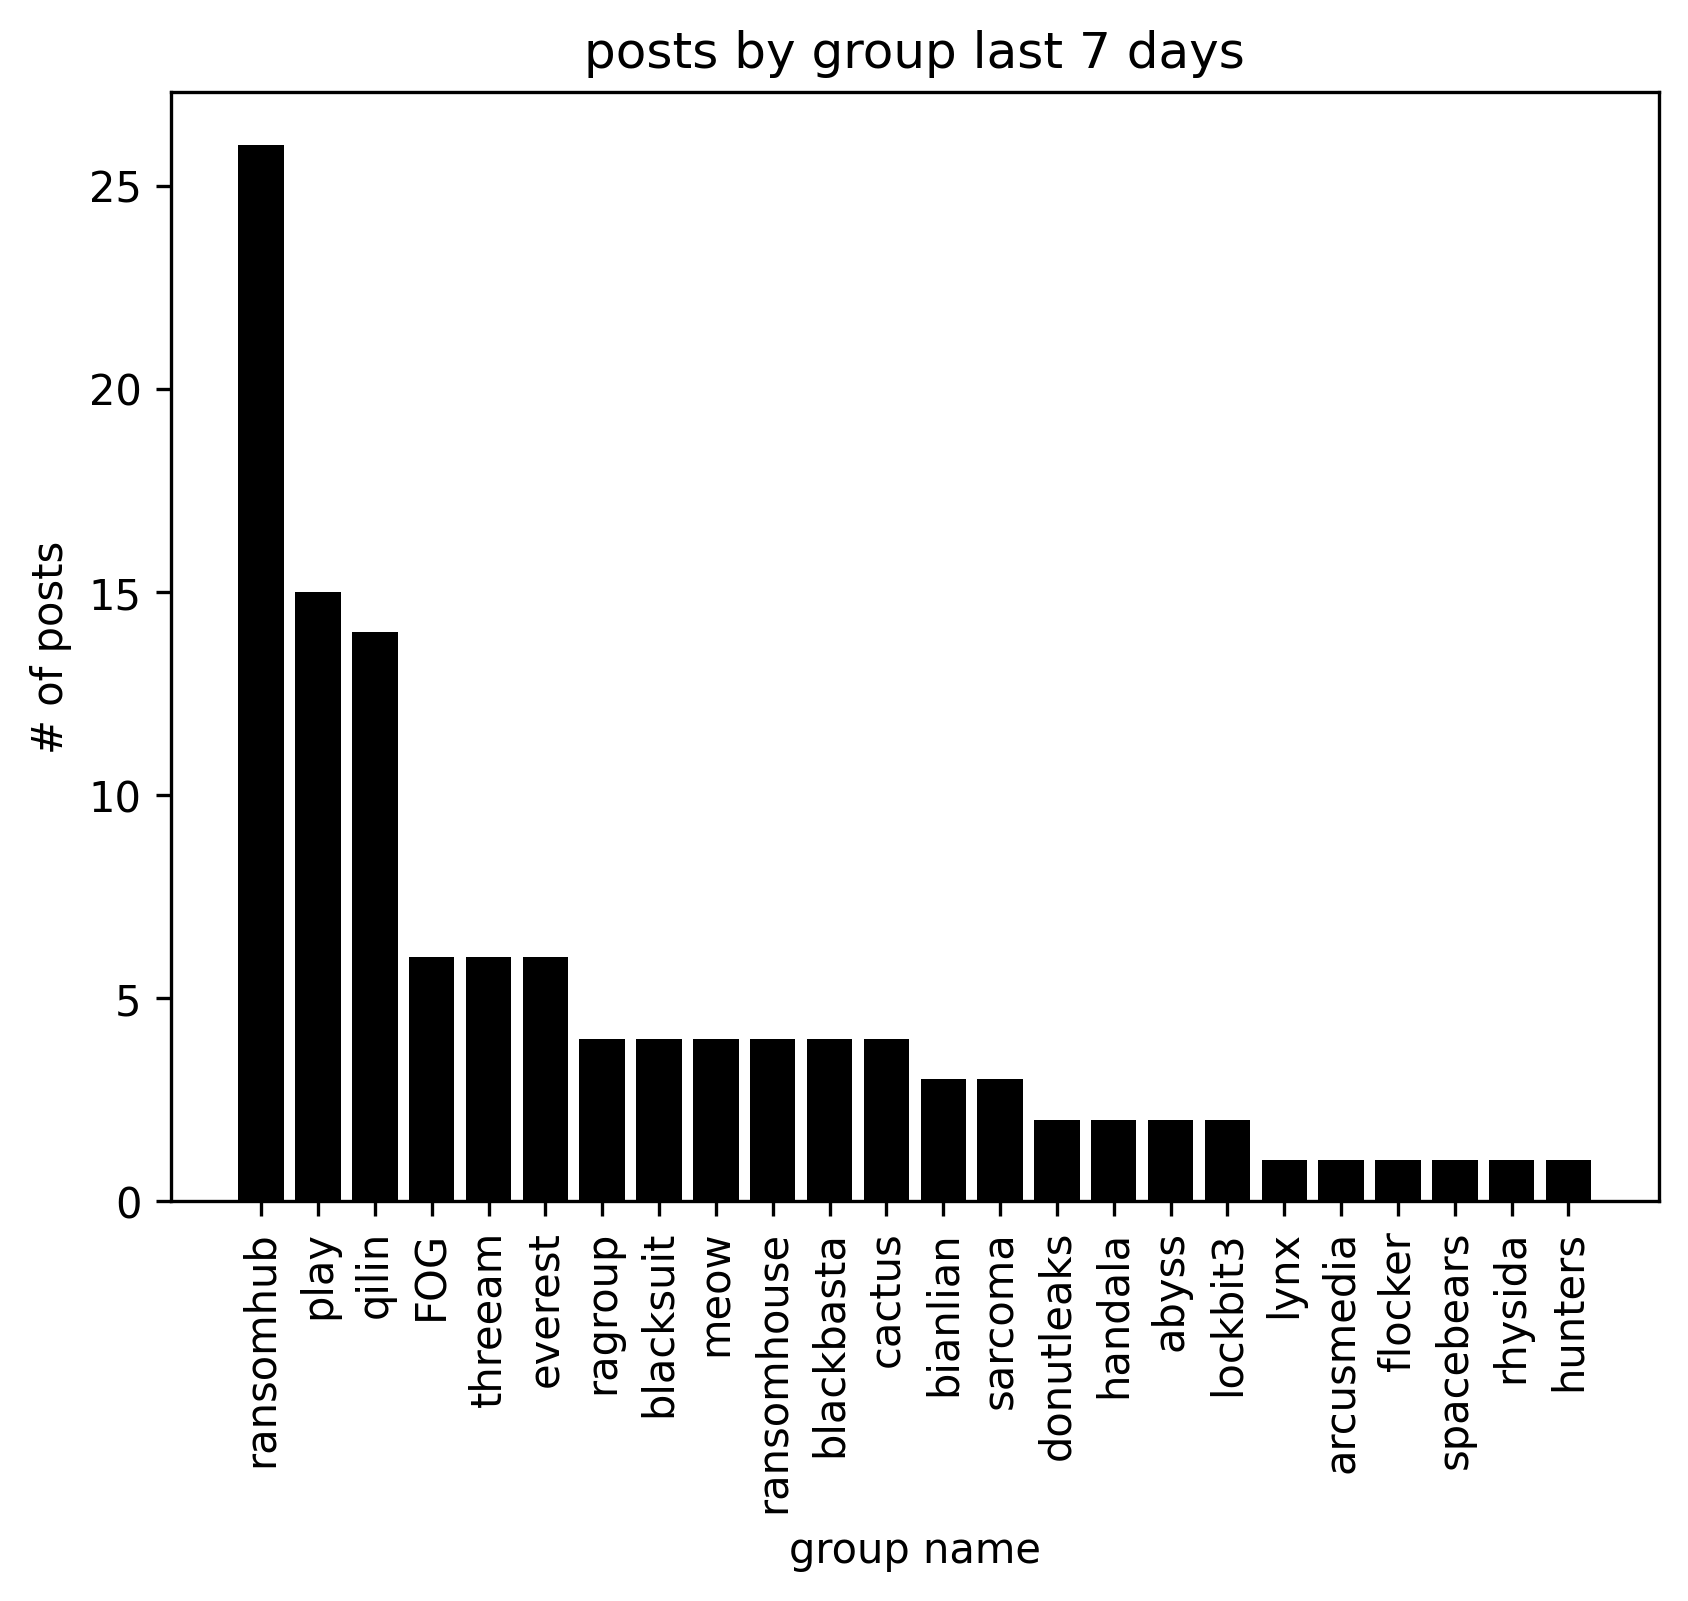 posts by group last 7 days
# of posts
25
20
15
10
5
0
ransomhub
play
qilin
FOG
threeam
everest
ragroup
blacksuit
meow
ransomhouse
blackbasta
cactus
bianlian
sarcoma
donutleaks
handala
abyss
lockbit3
lynx
arcusmedia
flocker
spacebears
rhysida
hunters
group name